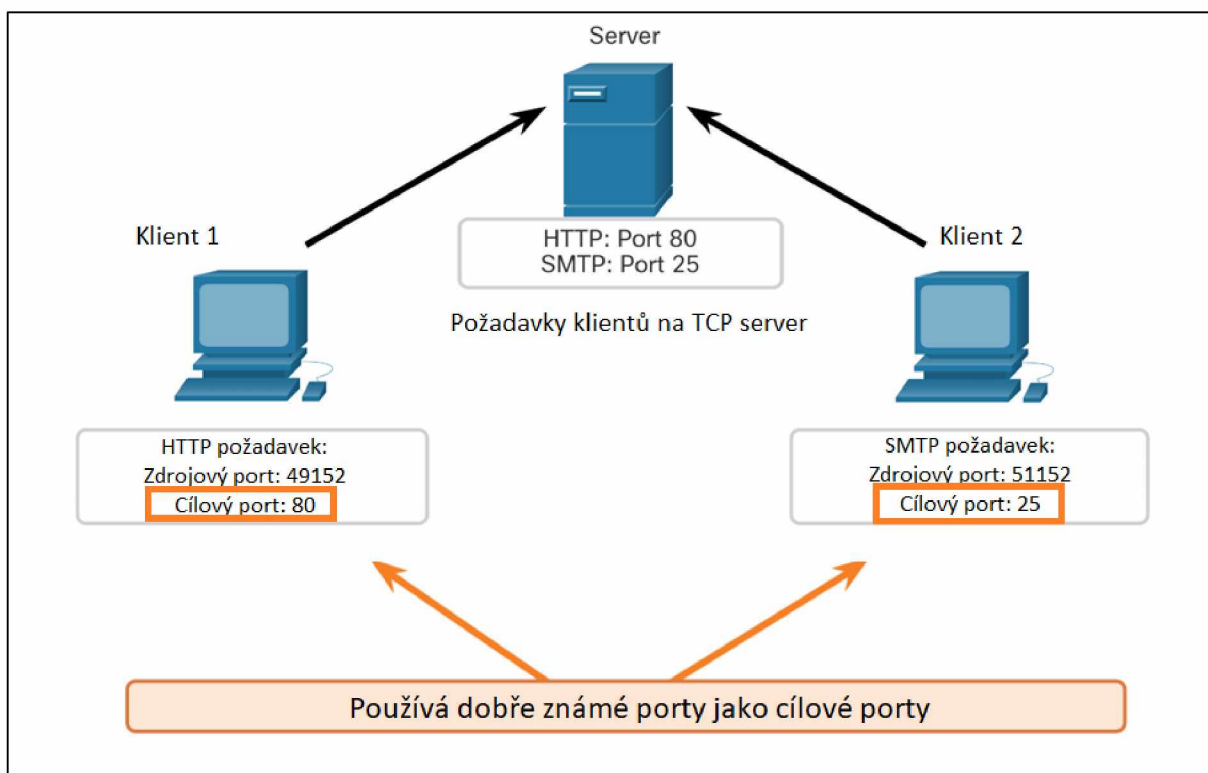 Server
HTTP: Port 80
SMTP: Port 25
Klient 1
Klient 2
Požadavky klientů na TCP server
HTTP požadavek:
Zdrojový port: 49152
Cílový port: 80
SMTP požadavek:
Zdrojový port: 51152
Cílový port: 25
Používá dobře známé porty jako cílové porty